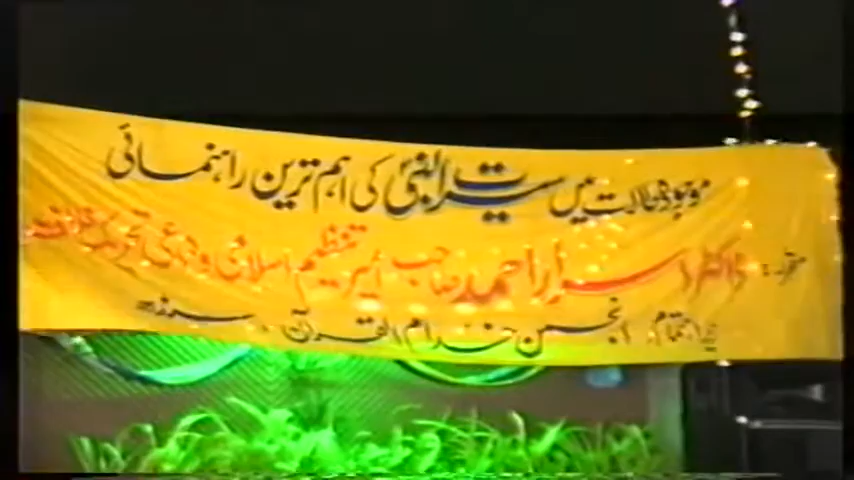 موجودہ حالات میں سیرت النبیؐ کی اہم ترین راہنمائی
مقرر: ڈاکٹر اسرار احمد صاحب امیر تنظیم اسلامی و داعی تحریک خلافت
زیر اہتمام: انجمن خدام القرآن سندھ